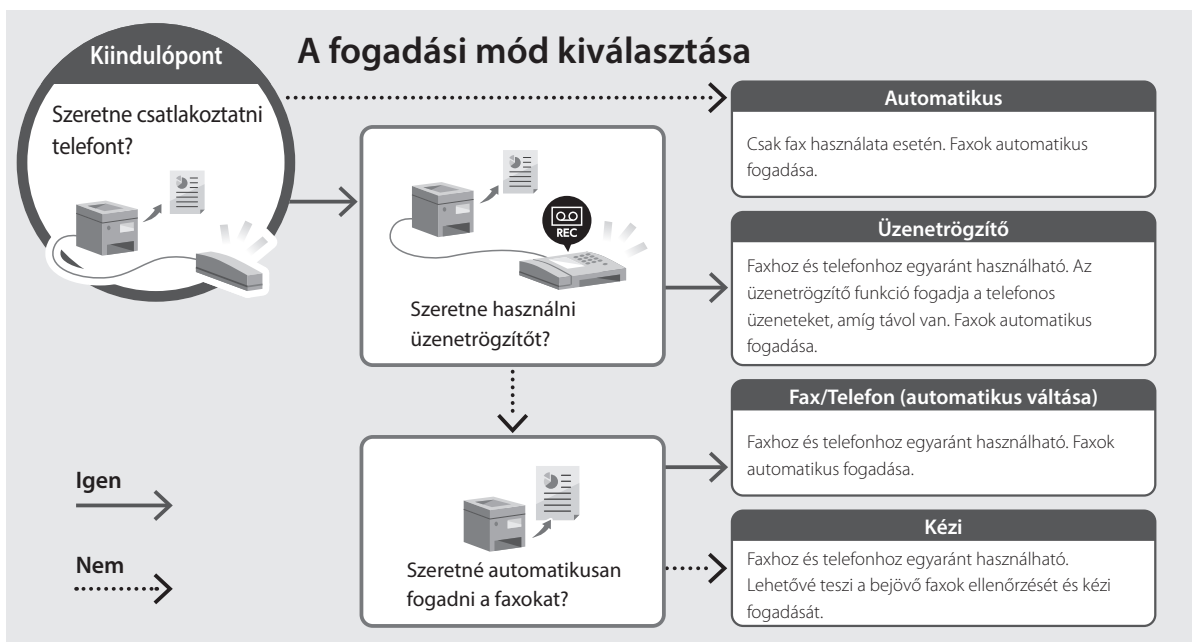 A fogadási mód kiválasztása
Kiindulópont
Szeretne csatlakoztatni
telefont?
REC
Szeretne használni
üzenetrögzítőt?
Szeretné automatikusan
fogadni a faxokat?
Igen
Nem
Automatikus
Csak fax használata esetén. Faxok automatikus
fogadása.
Üzenetrögzítő
Faxhoz és telefonhoz egyaránt használható. Az
üzenetrögzítő funkció fogadja a telefonos
üzeneteket, amíg távol van. Faxok automatikus
fogadása.
Fax/Telefon (automatikus váltása)
Faxhoz és telefonhoz egyaránt használható. Faxok
automatikus fogadása.
Kézi
Faxhoz és telefonhoz egyaránt használható.
Lehetővé teszi a bejövő faxok ellenőrzését és kézi
fogadását.